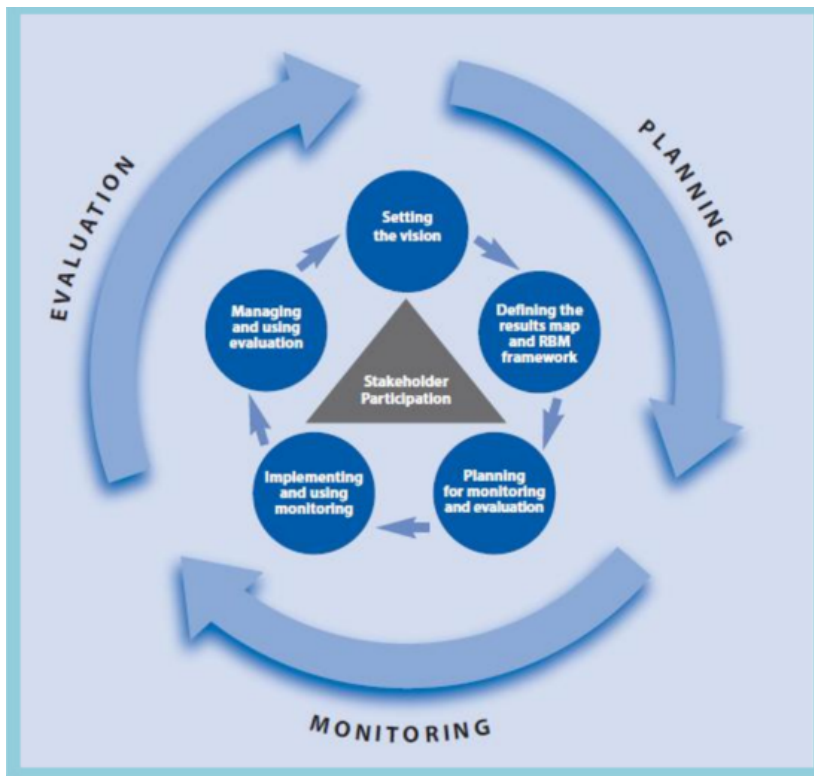 EVALUATION
PLANNING
Setting
the vision
Managing
and using
evaluation
Defining the
results map
and RBM
framework
Stakeholder
Participation
Implementing
and using
monitoring
Planning
for monitoring
and evaluation
MONITORING